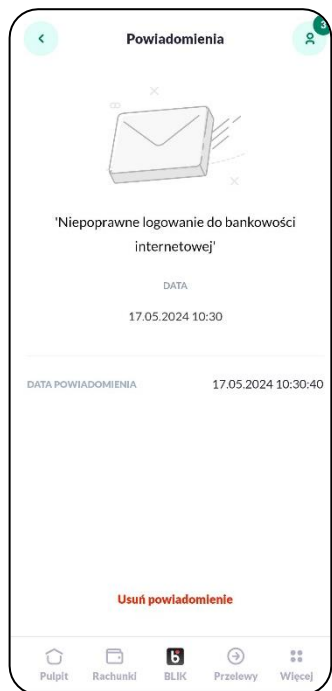 Powiadomienia
3
'Niepoprawne logowanie do bankowości
internetowej'
DATA
17.05.2024 10:30
DATA POWIADOMIENIA 17.05.2024 10:30:40
Usuń powiadomienie
Pulpit Rachunki BLIK Przelewy Więcej